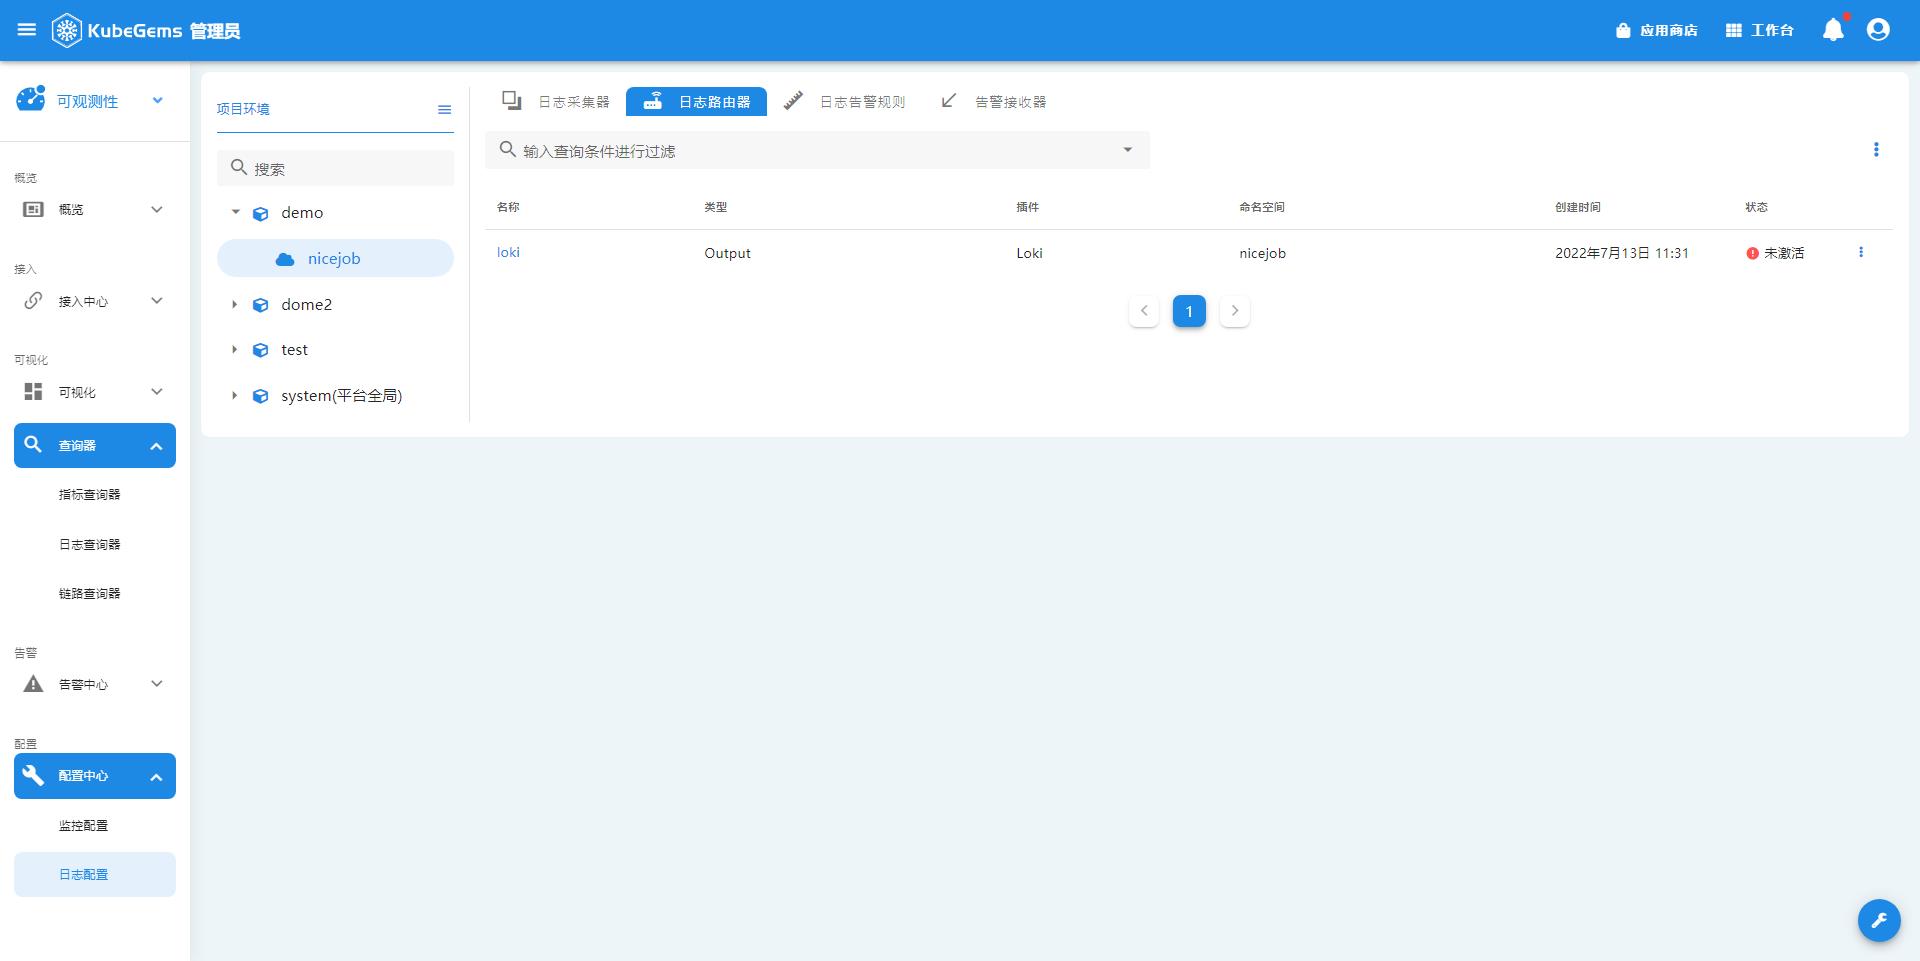 KubeGems 管理员
应用商店
工作台
可观测性
概览
概览
接入
接入中心
可视化
可视化
查询器
指标查询器
日志查询器
链路查询器
告警
告警中心
配置
配置中心
监控配置
日志配置
项目环境
搜索
demo
nicejob
dome2
test
system(平台全局)
日志采集器 日志路由器 日志告警规则 告警接收器
输入查询条件进行过滤
名称 类型 插件 命名空间 创建时间 状态
loki Output Loki nicejob 2022年7月13日 11:31 未激活
1